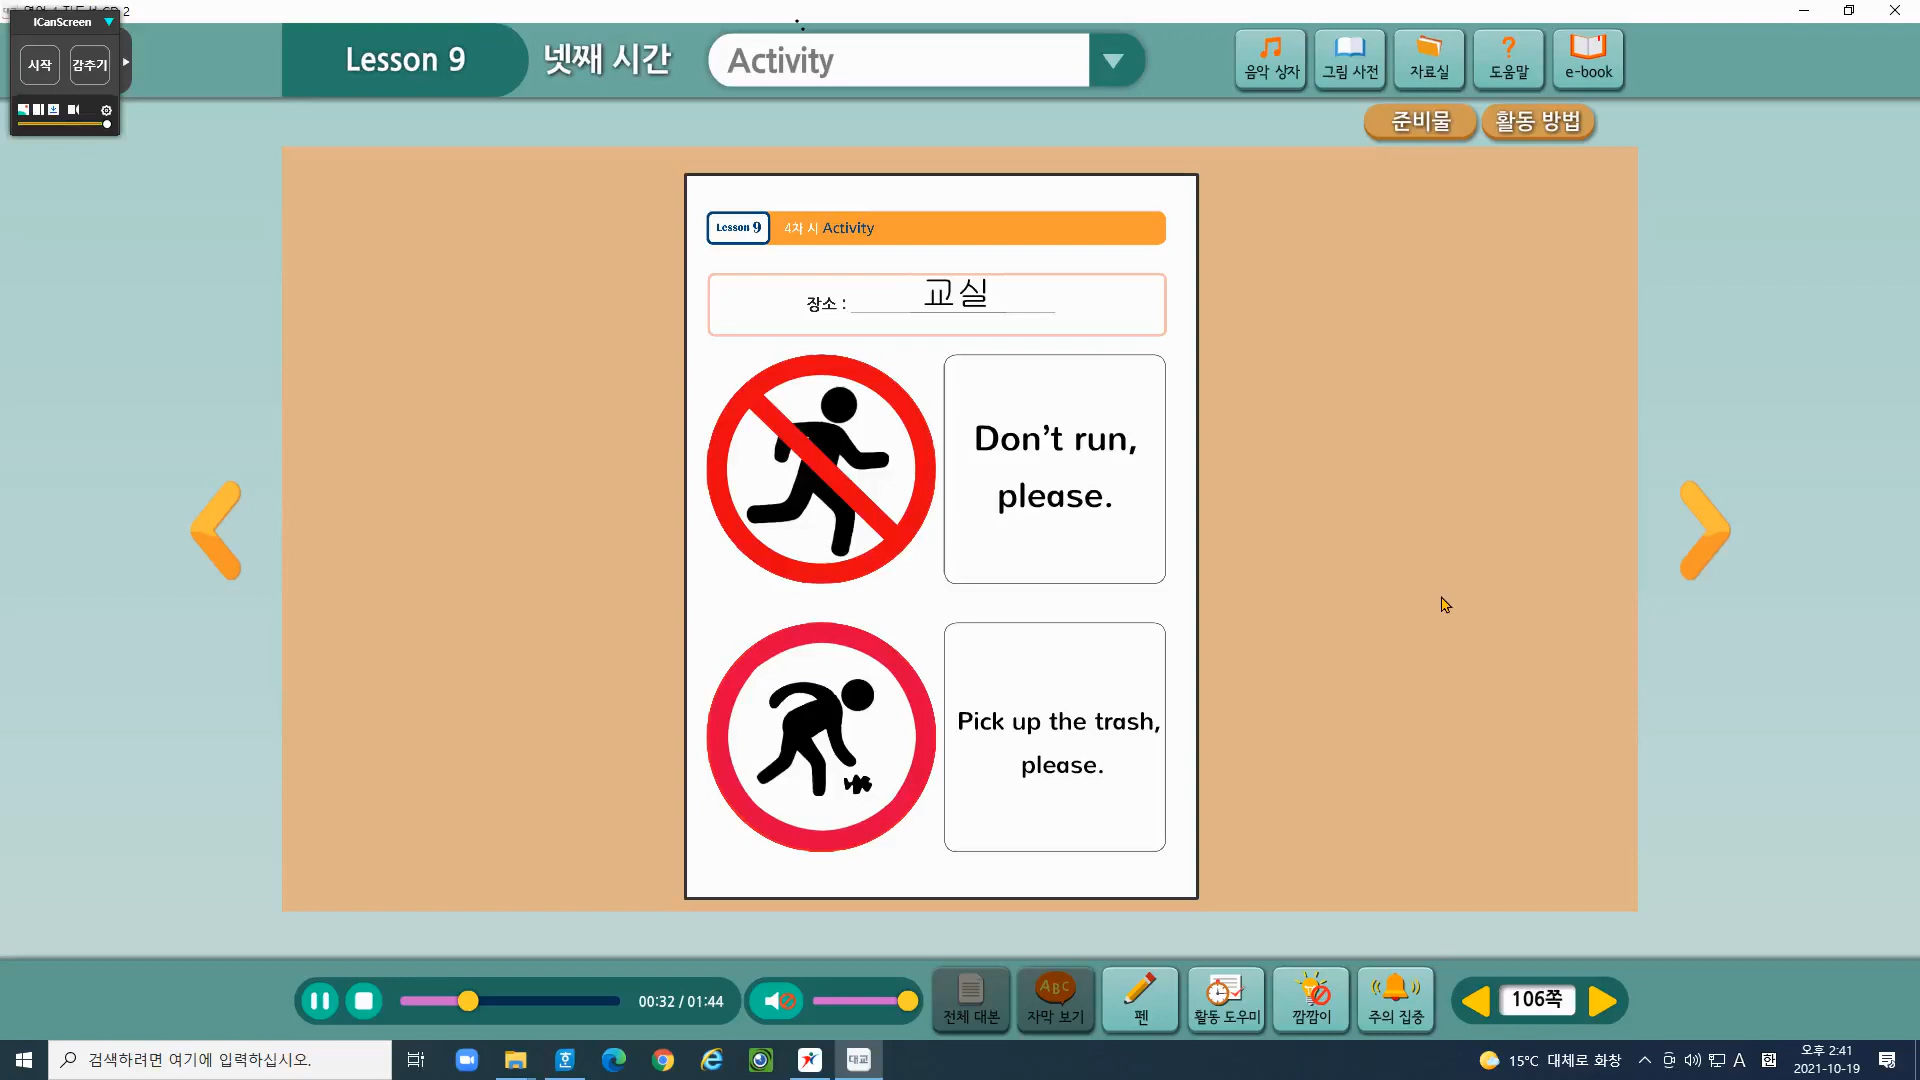 ICanScreen
시작
감추기
Lesson 9
넷째 시간
Activity
음악 상자
그림 사전
자료실
도움말
e-book
준비물
활동 방법
Lesson 9
4차 시 Activity
장소 : 교실
Don't run,
please.
Pick up the trash,
please.
00:32 / 01:44
전체 대본
ABC
자막 보기
펜
활동 도우미
깜깜이
주의 집중
106쪽
검색하려면 여기에 입력하십시오.
호
대교
15°C 대체로 화창
A
한
오후 2:41
2021-10-19